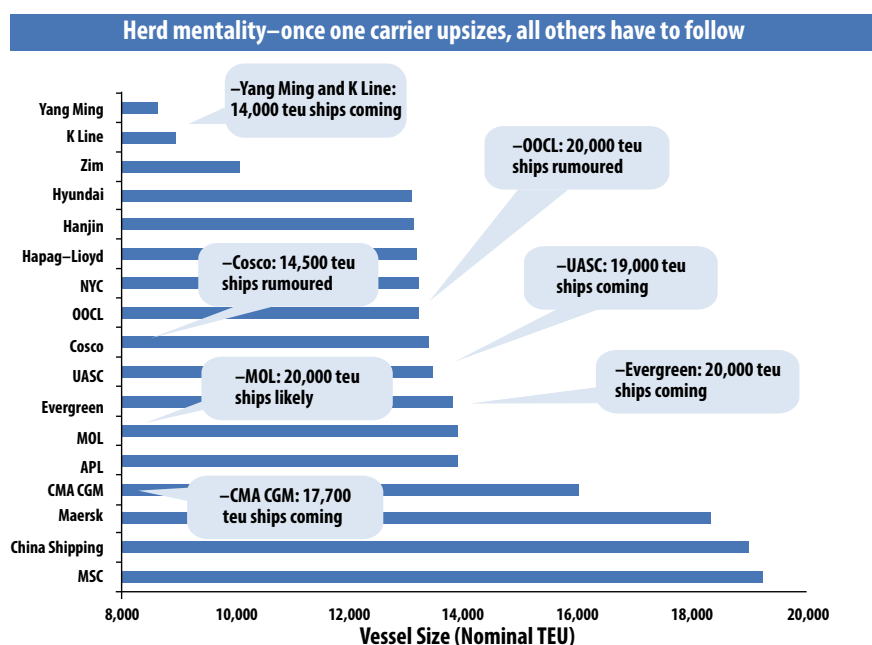 Herd mentality–once one carrier upsizes, all others have to follow
–Yang Ming and K Line:
14,000 teu ships coming
–OOCL: 20,000 teu
ships rumoured
–Cosco: 14,500 teu
ships rumoured
–UASC: 19,000 teu
ships coming
–MOL: 20,000 teu
ships likely
–Evergreen: 20,000 teu
ships coming
–CMA CGM: 17,700
teu ships coming
Yang Ming
K Line
Zim
Hyundai
Hanjin
Hapag–Lioyd
NYC
OOCL
Cosco
UASC
Evergreen
MOL
APL
CMA CGM
Maersk
China Shipping
MSC
8,000 10,000 12,000 14,000 16,000 18,000 20,000
Vessel Size (Nominal TEU)